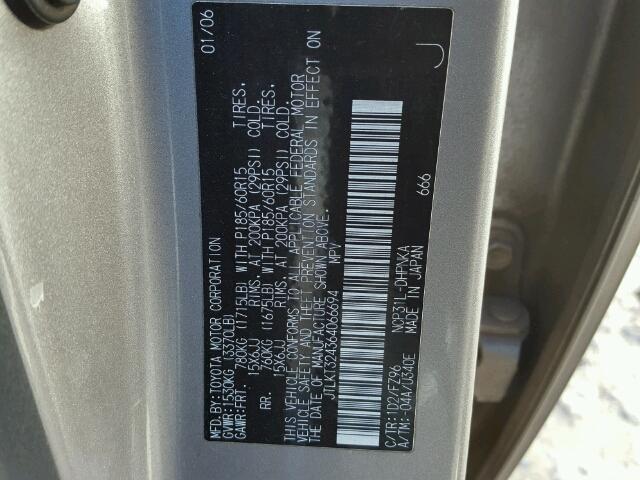 MFD. BY:TOYOTA MOTOR CORPORATION 01/06
GVWR:1530KG (3370LB)
GAWR:FRT. 780KG (1715LB) WITH P185/60R15 TIRES.
15X6JJ RIMS. AT 200KPA (29PSI) COLD.
RR. 760KG (1675LB) WITH P185/60R15 TIRES.
15X6JJ RIMS. AT 200KPA (29PSI) COLD.
THIS VEHICLE CONFORMS TO ALL APPLICABLE FEDERAL MOTOR
VEHICLE SAFETY AND THEFT PREVENTION STANDARDS IN EFFECT ON
THE DATE OF MANUFACTURE SHOWN ABOVE.
JTLKT324364066694 MPV
J
C/TR:1D2/FZ96 NCP31L-DHPNKA
A/TM:-04A/U340E MADE IN JAPAN 666